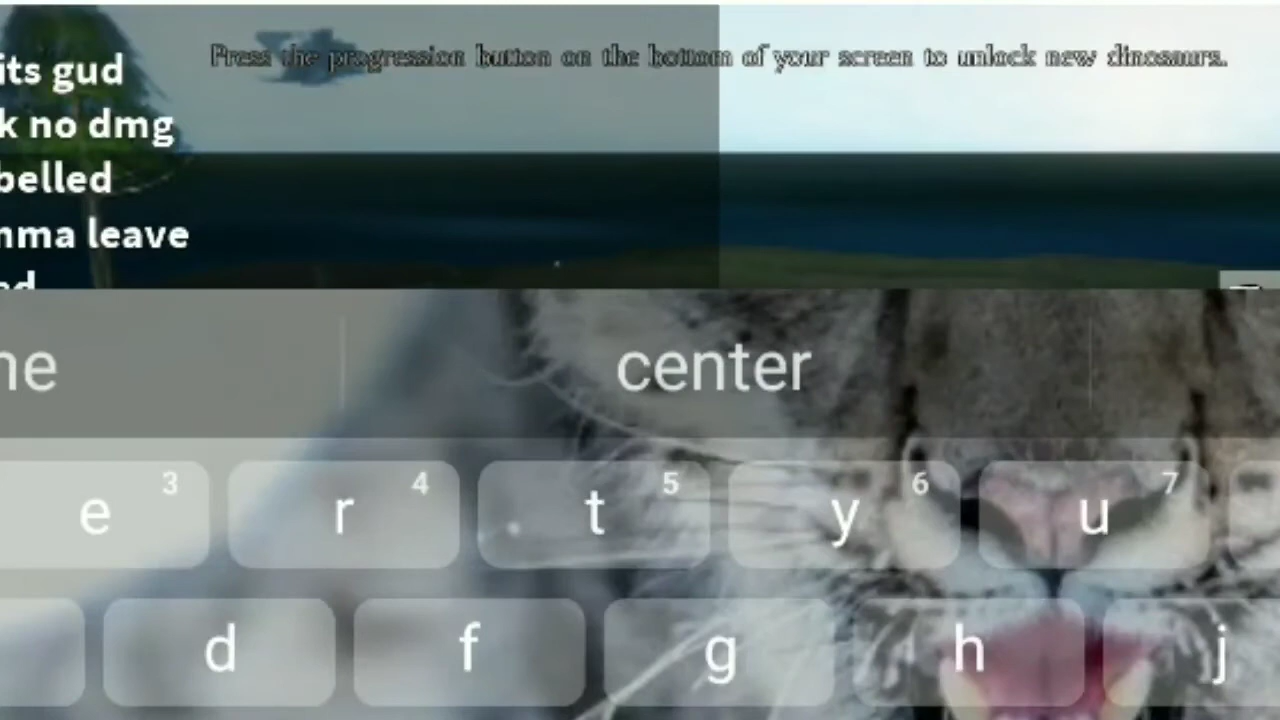 Press the progression button on the bottom of your screen to unlock new dinosaurs.
its gud
k no dmg
belled
nma leave
ne
center
e 3 r 4 t 5 y 6 u 7
d f g h j